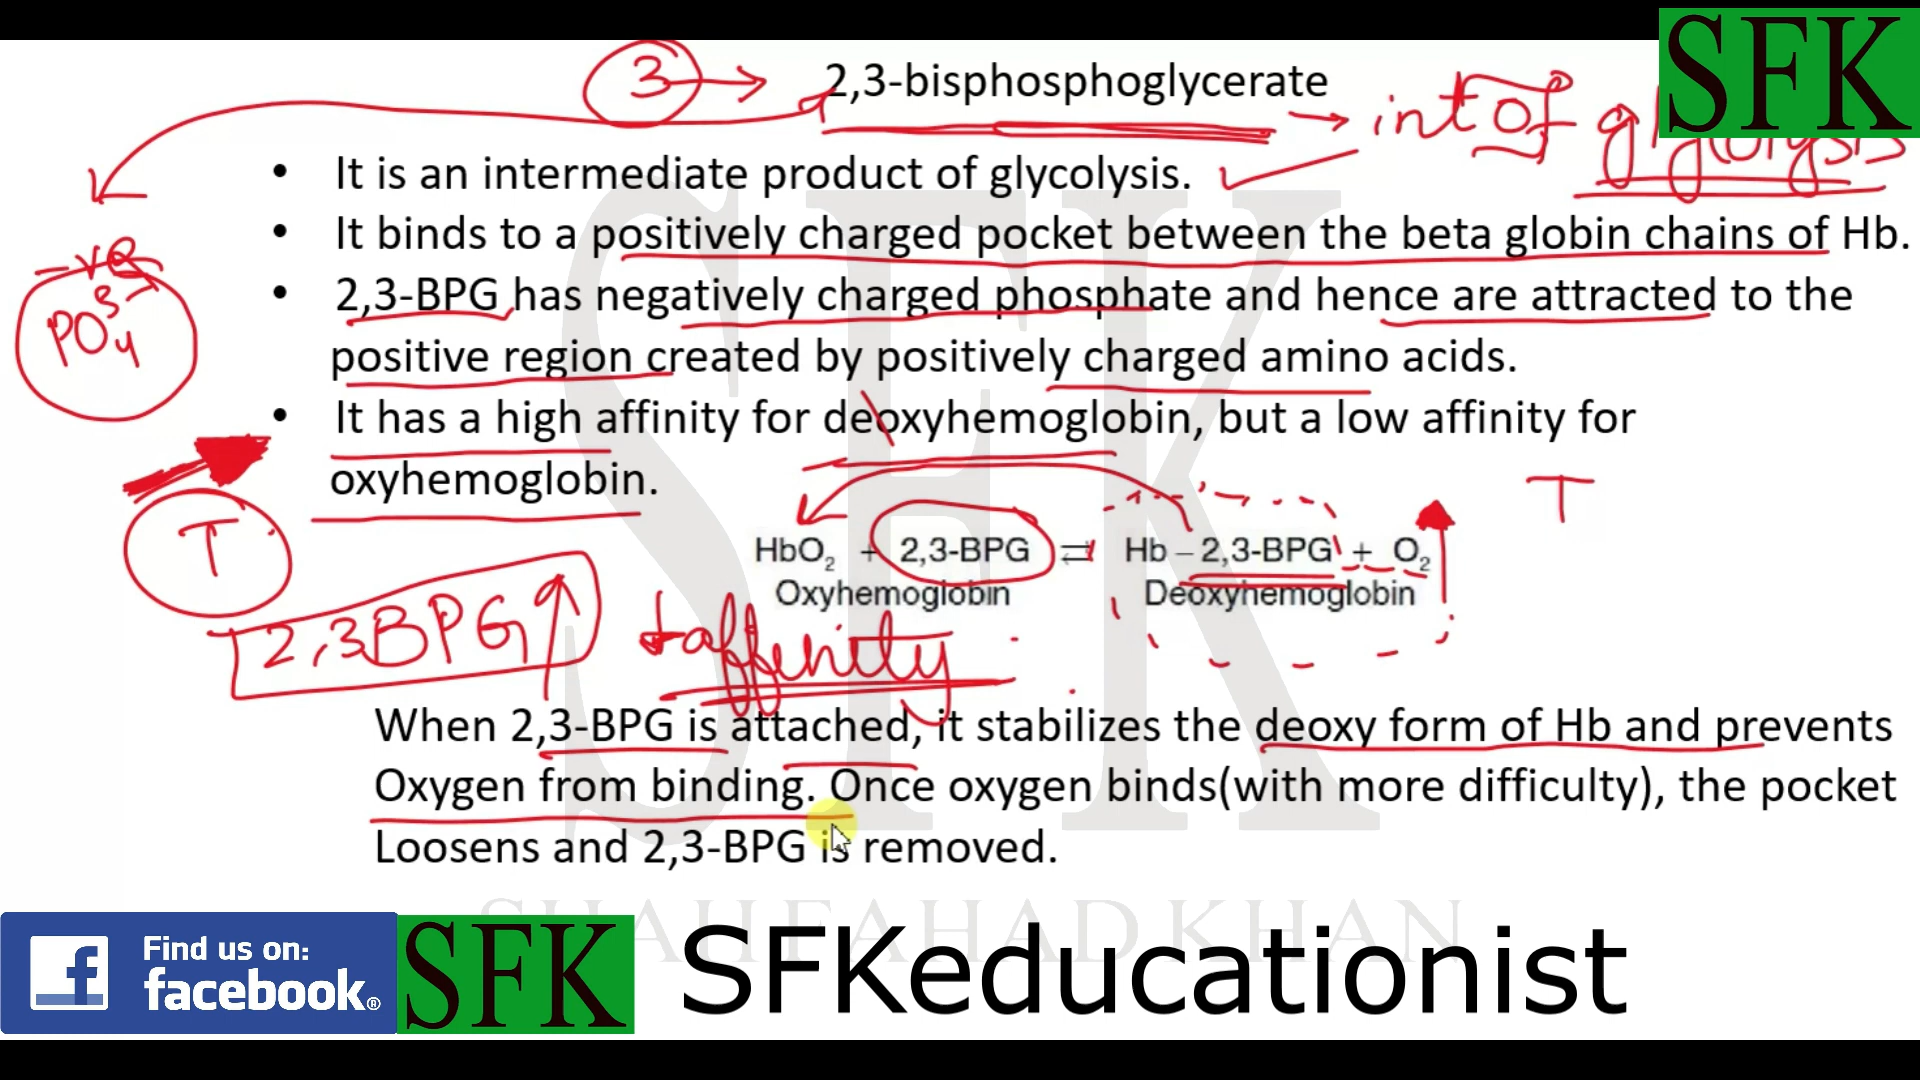 SFK
3 → 2,3-bisphosphoglycerate → int of glycolysis
• It is an intermediate product of glycolysis.
• It binds to a positively charged pocket between the beta globin chains of Hb.
-ve
• 2,3-BPG has negatively charged phosphate and hence are attracted to the
positive region created by positively charged amino acids.
PO₄³⁻
• It has a high affinity for deoxyhemoglobin, but a low affinity for
oxyhemoglobin.
T
T
HbO₂ + 2,3-BPG ⇌ Hb – 2,3-BPG + O₂
Oxyhemoglobin Deoxyhemoglobin
2,3BPG↑ ↓affinity
When 2,3-BPG is attached, it stabilizes the deoxy form of Hb and prevents
Oxygen from binding. Once oxygen binds(with more difficulty), the pocket
Loosens and 2,3-BPG is removed.
SHAH FAHAD KHAN
Find us on:
facebook®
SFK
SFKeducationist